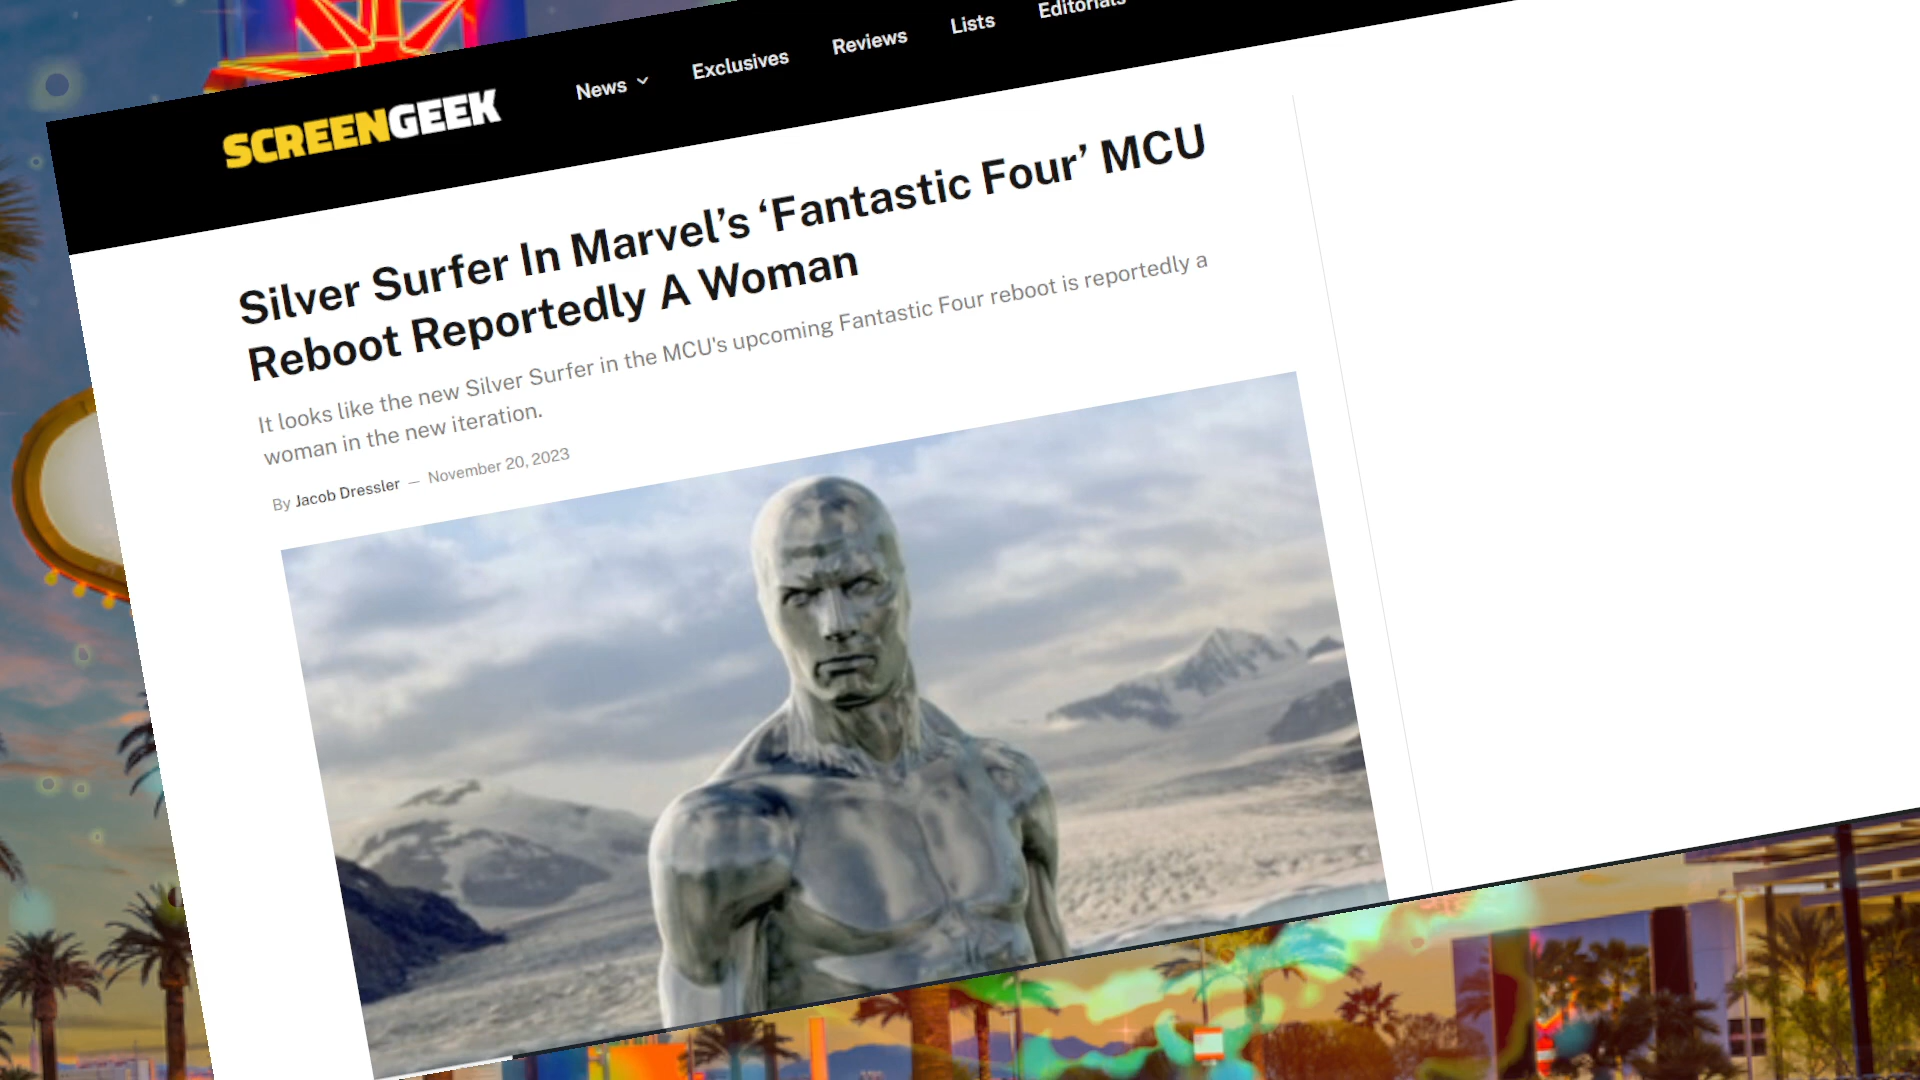 SCREENGEEK
News
Exclusives
Reviews
Lists
Editorials
Silver Surfer In Marvel’s ‘Fantastic Four’ MCU
Reboot Reportedly A Woman
It looks like the new Silver Surfer in the MCU's upcoming Fantastic Four reboot is reportedly a
woman in the new iteration.
By Jacob Dressler — November 20, 2023